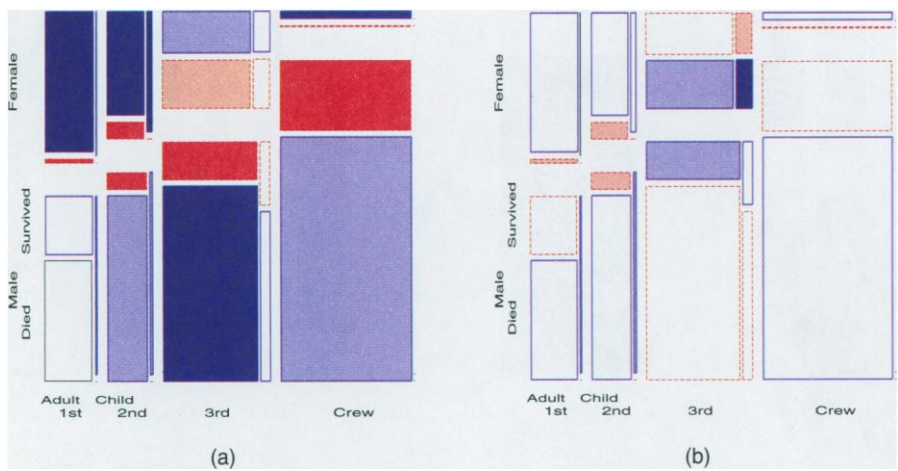 Female
Survived
Male
Died
Adult Child
1st 2nd 3rd Crew
(a)
Female
Survived
Male
Died
Adult Child
1st 2nd 3rd Crew
(b)